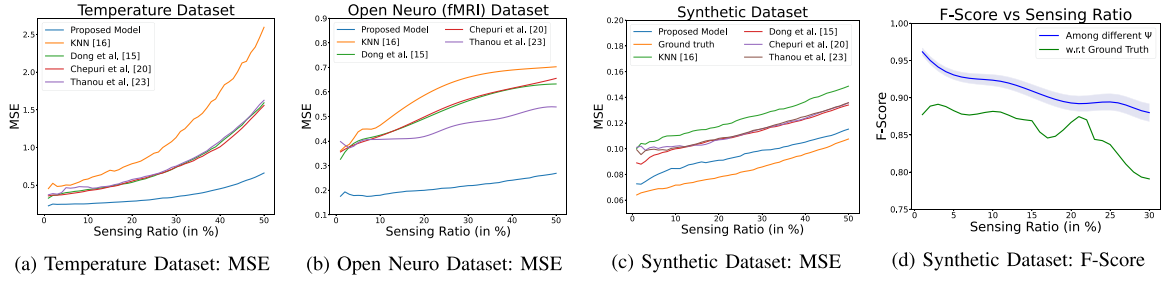 Temperature Dataset
MSE
2.5
2.0
1.5
1.0
0.5
Proposed Model
KNN [16]
Dong et al. [15]
Chepuri et al. [20]
Thanou et al. [23]
0 10 20 30 40 50
Sensing Ratio (in %)
(a) Temperature Dataset: MSE
Open Neuro (fMRI) Dataset
MSE
0.9
0.8
0.7
0.6
0.5
0.4
0.3
0.2
0.1
Proposed Model
KNN [16]
Dong et al. [15]
Chepuri et al. [20]
Thanou et al. [23]
0 10 20 30 40 50
Sensing Ratio (in %)
(b) Open Neuro Dataset: MSE
Synthetic Dataset
MSE
0.20
0.18
0.16
0.14
0.12
0.10
0.08
0.06
Proposed Model
Ground truth
KNN [16]
Dong et al. [15]
Chepuri et al. [20]
Thanou et al. [23]
0 10 20 30 40 50
Sensing Ratio (in %)
(c) Synthetic Dataset: MSE
F-Score vs Sensing Ratio
F-Score
1.00
0.95
0.90
0.85
0.80
0.75
Among different Ψ
w.r.t Ground Truth
0 5 10 15 20 25 30
Sensing Ratio (in %)
(d) Synthetic Dataset: F-Score